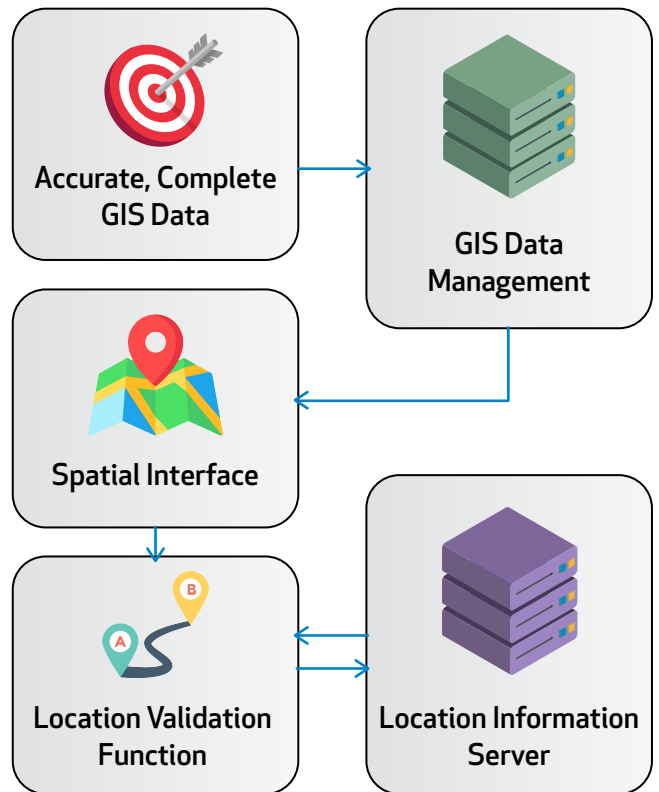 Accurate, Complete
GIS Data
GIS Data
Management
Spatial Interface
A
B
Location Validation
Function
Location Information
Server